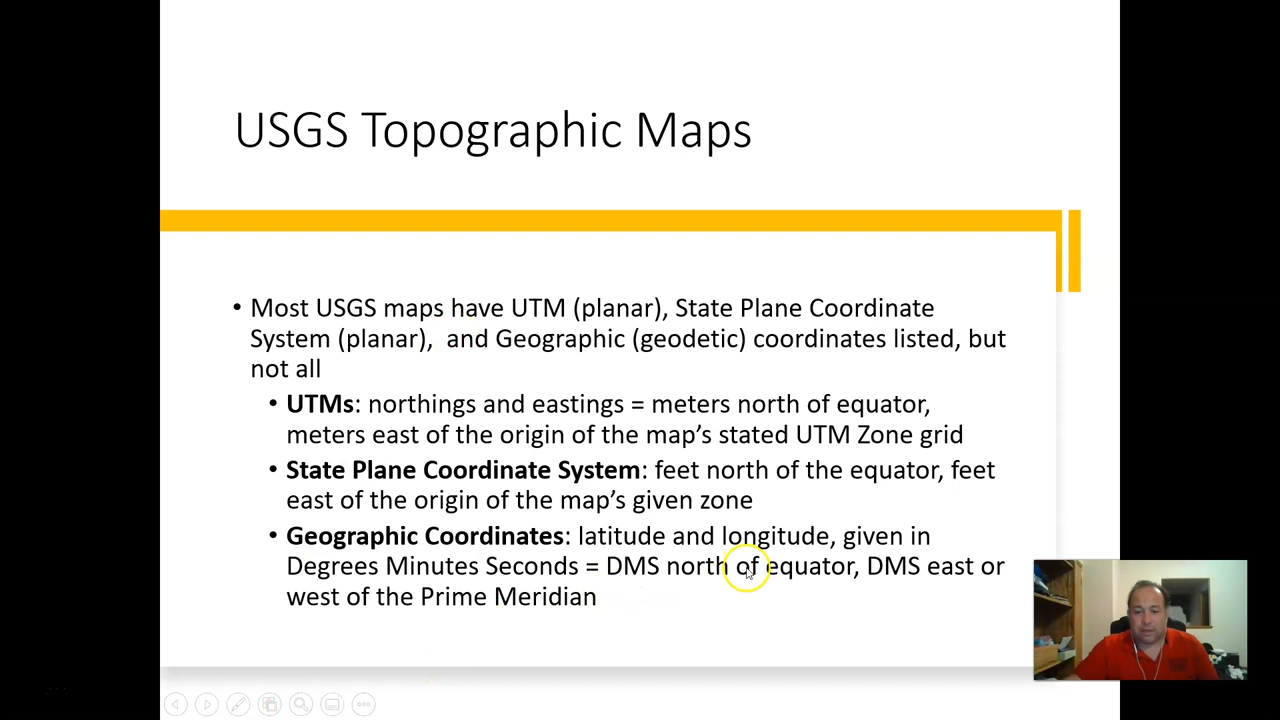 USGS Topographic Maps
• Most USGS maps have UTM (planar), State Plane Coordinate
System (planar),  and Geographic (geodetic) coordinates listed, but
not all
• UTMs: northings and eastings = meters north of equator,
meters east of the origin of the map’s stated UTM Zone grid
• State Plane Coordinate System: feet north of the equator, feet
east of the origin of the map’s given zone
• Geographic Coordinates: latitude and longitude, given in
Degrees Minutes Seconds = DMS north of equator, DMS east or
west of the Prime Meridian